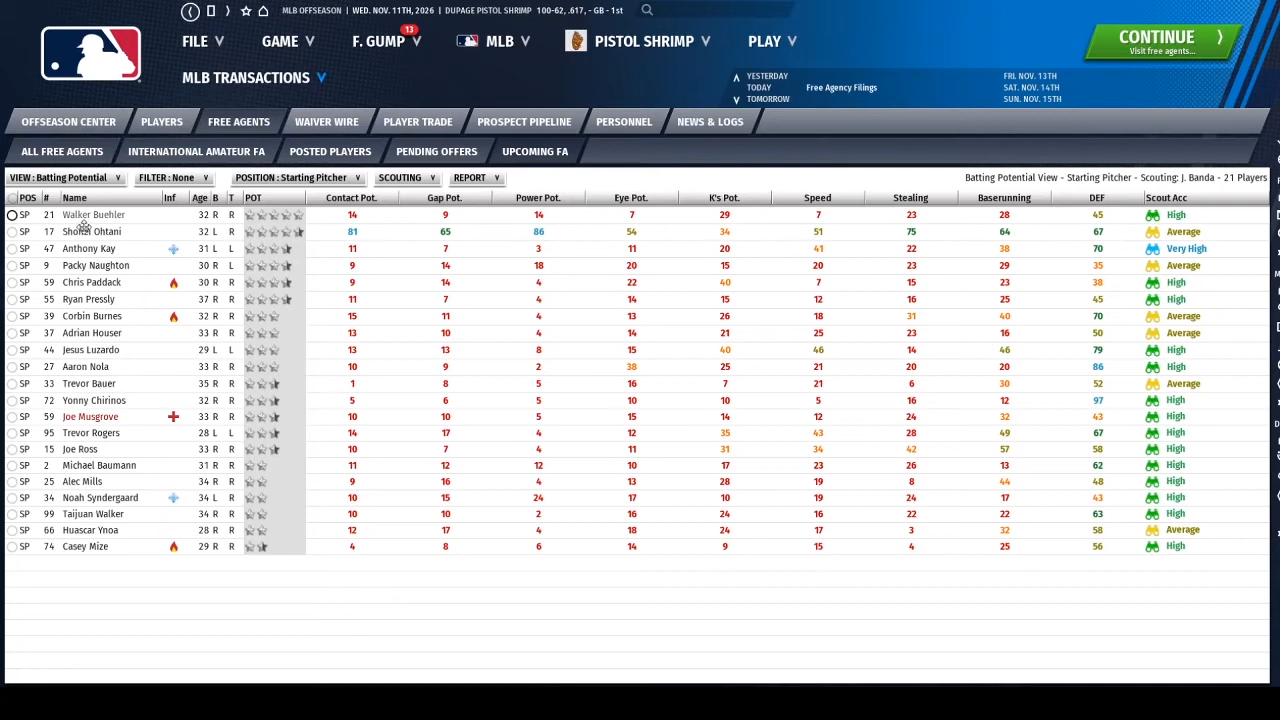 MLB OFFSEASON | WED. NOV. 11TH, 2026 | DUPAGE PISTOL SHRIMP 100-62, .617, - GB - 1st
FILE GAME F. GUMP 13 MLB PISTOL SHRIMP PLAY
CONTINUE
Visit free agents...
MLB TRANSACTIONS
YESTERDAY FRI. NOV. 13TH
TODAY Free Agency Filings SAT. NOV. 14TH
TOMORROW SUN. NOV. 15TH
OFFSEASON CENTER PLAYERS FREE AGENTS WAIVER WIRE PLAYER TRADE PROSPECT PIPELINE PERSONNEL NEWS & LOGS
ALL FREE AGENTS INTERNATIONAL AMATEUR FA POSTED PLAYERS PENDING OFFERS UPCOMING FA
VIEW: Batting Potential FILTER: None POSITION: Starting Pitcher SCOUTING REPORT Batting Potential View - Starting Pitcher - Scouting: J. Banda - 21 Players
POS # Name Inf Age B T POT Contact Pot. Gap Pot. Power Pot. Eye Pot. K's Pot. Speed Stealing Baserunning DEF Scout Acc
SP 21 Walker Buehler 32 R R 14 9 14 7 29 7 23 28 45 High
SP 17 Shohei Ohtani 32 L R 81 65 86 54 34 51 75 64 67 Average
SP 47 Anthony Kay 31 L L 11 7 3 11 20 41 22 38 70 Very High
SP 9 Packy Naughton 30 R L 9 14 18 20 15 20 23 29 35 Average
SP 59 Chris Paddack 30 R R 9 14 4 22 40 7 15 23 38 High
SP 55 Ryan Pressly 37 R R 11 7 4 14 15 12 16 25 45 High
SP 39 Corbin Burnes 32 R R 15 11 4 13 26 18 31 40 70 Average
SP 37 Adrian Houser 33 R R 13 10 4 14 21 25 23 16 50 Average
SP 44 Jesus Luzardo 29 L L 13 13 8 15 40 46 14 46 79 High
SP 27 Aaron Nola 33 R R 10 9 2 38 25 21 20 20 86 High
SP 33 Trevor Bauer 35 R R 1 8 5 16 7 21 6 30 52 Average
SP 72 Yonny Chirinos 32 R R 5 6 5 10 10 5 16 12 97 High
SP 59 Joe Musgrove 33 R R 10 10 5 15 14 12 24 32 43 High
SP 95 Trevor Rogers 28 L L 14 17 4 12 35 43 28 49 67 High
SP 15 Joe Ross 33 R R 10 7 4 11 31 34 42 57 58 High
SP 2 Michael Baumann 31 R R 11 12 12 10 17 23 26 13 62 High
SP 25 Alec Mills 34 R R 9 16 4 13 28 19 8 44 48 High
SP 34 Noah Syndergaard 34 L R 10 15 24 17 10 19 24 17 43 High
SP 99 Taijuan Walker 34 R R 10 10 2 16 24 16 22 22 63 High
SP 66 Huascar Ynoa 28 R R 12 17 4 18 24 17 3 32 58 Average
SP 74 Casey Mize 29 R R 4 8 6 14 9 15 4 25 56 High